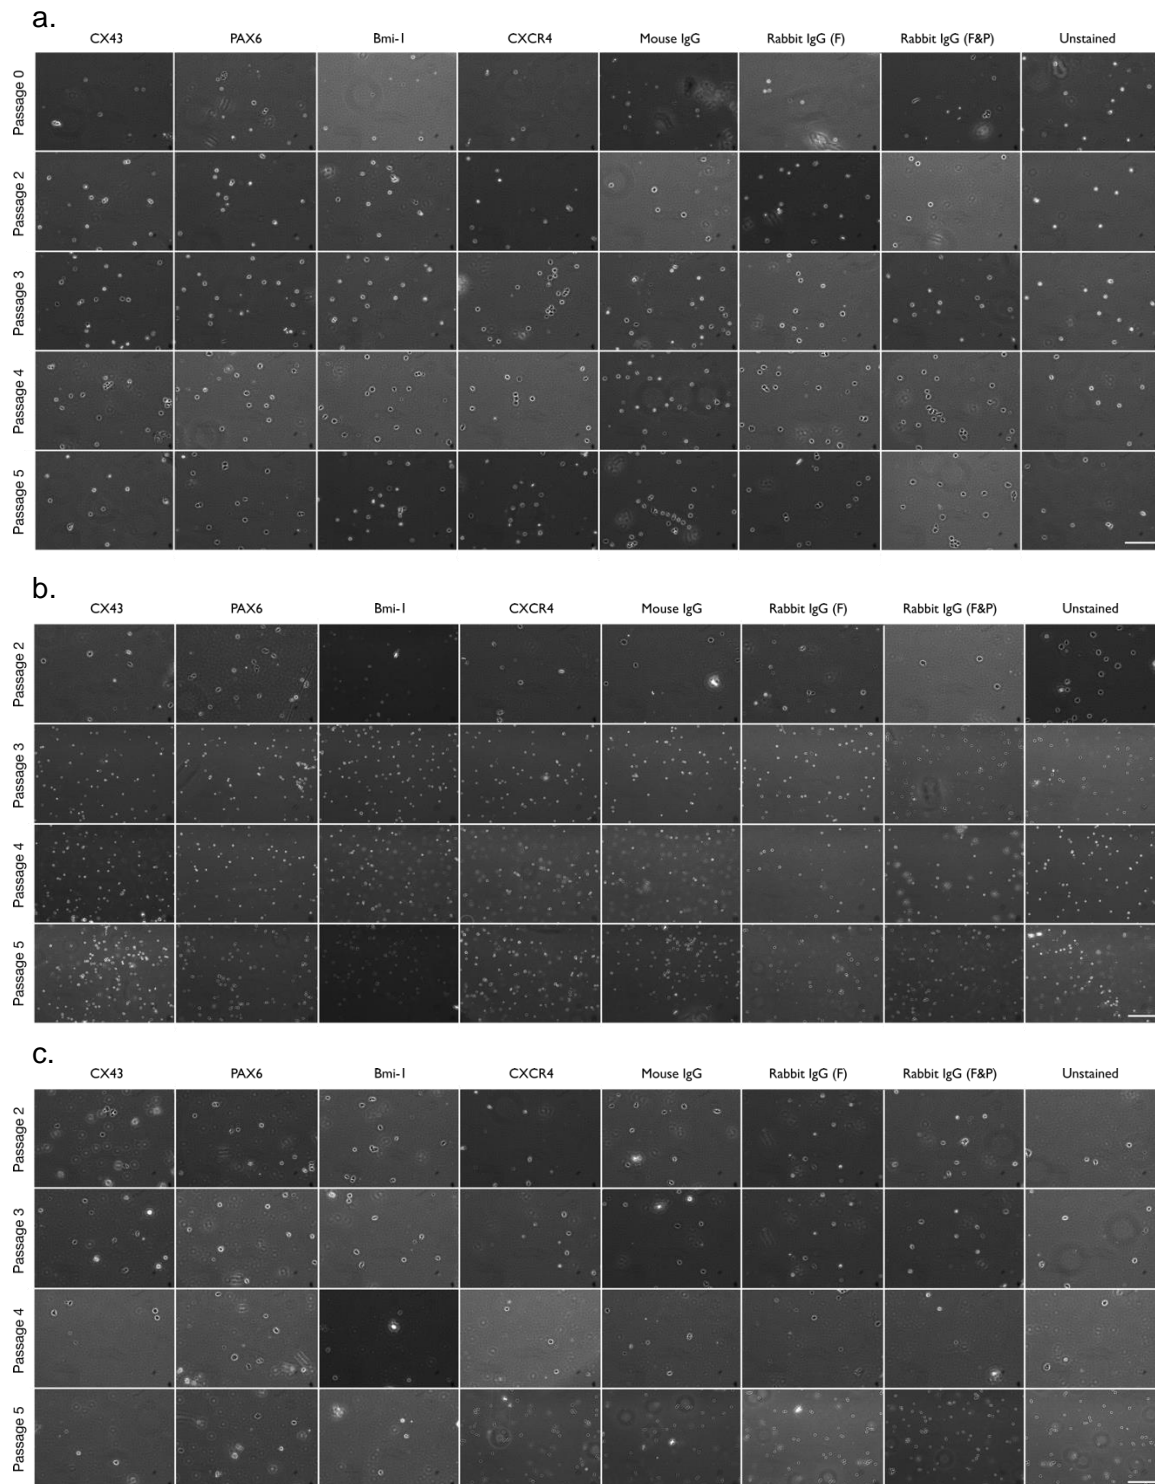 a.
CX43 PAX6 Bmi-1 CXCR4 Mouse IgG Rabbit IgG (F) Rabbit IgG (F&P) Unstained
Passage 0
Passage 2
Passage 3
Passage 4
Passage 5
b.
CX43 PAX6 Bmi-1 CXCR4 Mouse IgG Rabbit IgG (F) Rabbit IgG (F&P) Unstained
Passage 2
Passage 3
Passage 4
Passage 5
c.
CX43 PAX6 Bmi-1 CXCR4 Mouse IgG Rabbit IgG (F) Rabbit IgG (F&P) Unstained
Passage 2
Passage 3
Passage 4
Passage 5